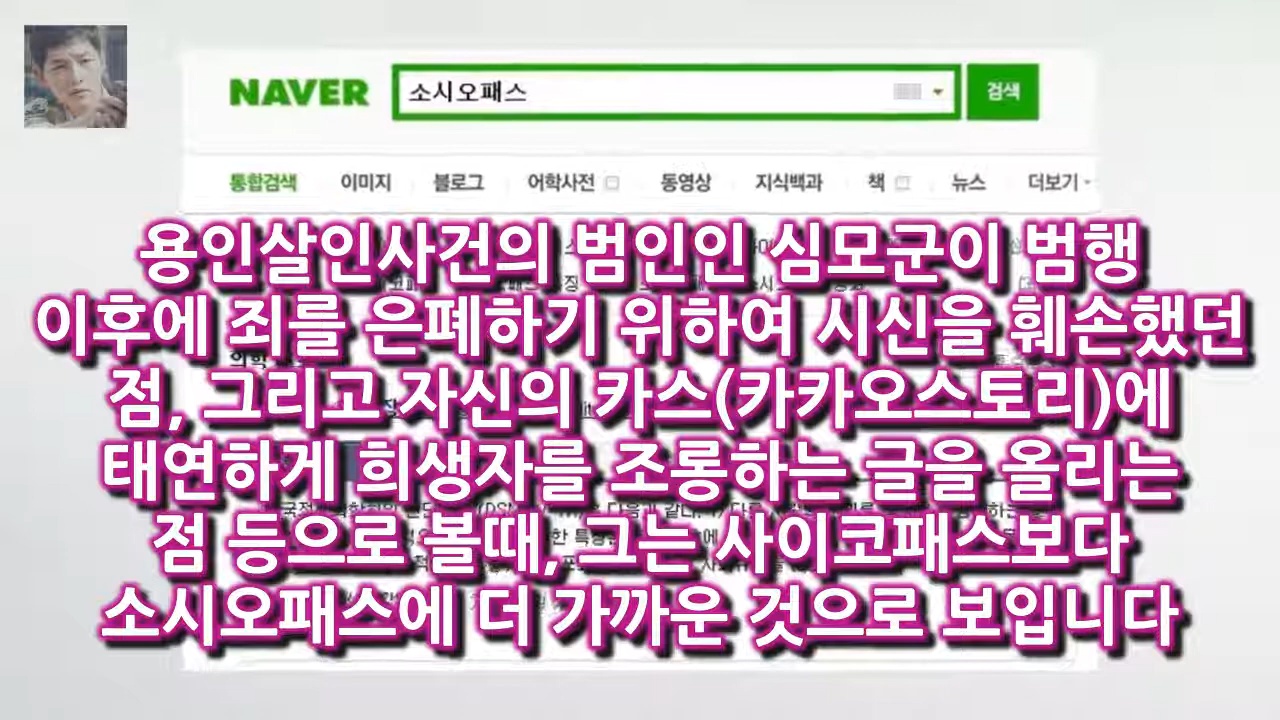 NAVER
소시오패스
검색
통합검색 이미지 블로그 어학사전 동영상 지식백과 책 뉴스 더보기
용인살인사건의 범인인 심모군이 범행
이후에 죄를 은폐하기 위하여 시신을 훼손했던
점, 그리고 자신의 카스(카카오스토리)에
태연하게 희생자를 조롱하는 글을 올리는
점 등으로 볼때, 그는 사이코패스보다
소시오패스에 더 가까운 것으로 보입니다